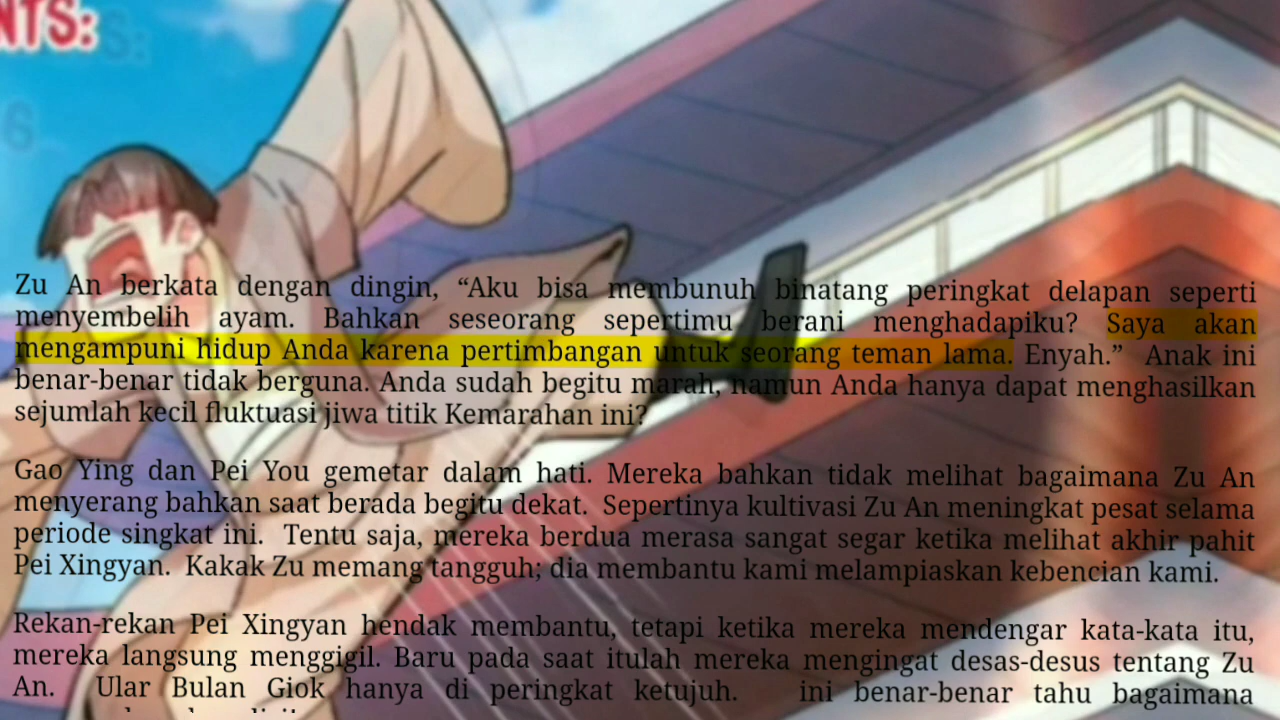 NTS:
S:
6
Zu An berkata dengan dingin, “Aku bisa membunuh binatang peringkat delapan seperti
menyembelih ayam. Bahkan seseorang sepertimu berani menghadapiku? Saya akan
mengampuni hidup Anda karena pertimbangan untuk seorang teman lama. Enyah.” Anak ini
benar-benar tidak berguna. Anda sudah begitu marah, namun Anda hanya dapat menghasilkan
sejumlah kecil fluktuasi jiwa titik Kemarahan ini?
Gao Ying dan Pei You gemetar dalam hati. Mereka bahkan tidak melihat bagaimana Zu An
menyerang bahkan saat berada begitu dekat. Sepertinya kultivasi Zu An meningkat pesat selama
periode singkat ini. Tentu saja, mereka berdua merasa sangat segar ketika melihat akhir pahit
Pei Xingyan. Kakak Zu memang tangguh; dia membantu kami melampiaskan kebencian kami.
Rekan-rekan Pei Xingyan hendak membantu, tetapi ketika mereka mendengar kata-kata itu,
mereka langsung menggigil. Baru pada saat itulah mereka mengingat desas-desus tentang Zu
An. Ular Bulan Giok hanya di peringkat ketujuh. ini benar-benar tahu bagaimana